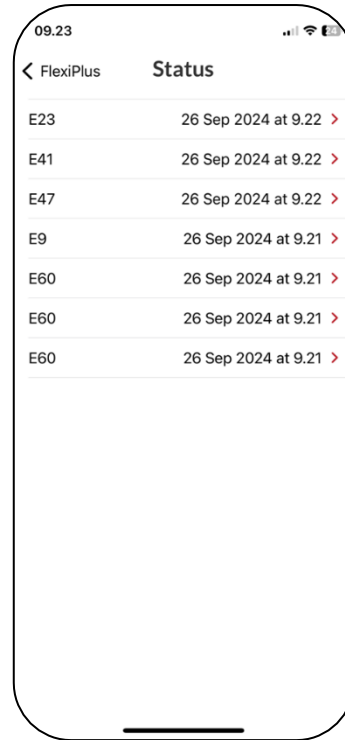 09.23
FlexiPlus Status
E23 26 Sep 2024 at 9.22
E41 26 Sep 2024 at 9.22
E47 26 Sep 2024 at 9.22
E9 26 Sep 2024 at 9.21
E60 26 Sep 2024 at 9.21
E60 26 Sep 2024 at 9.21
E60 26 Sep 2024 at 9.21